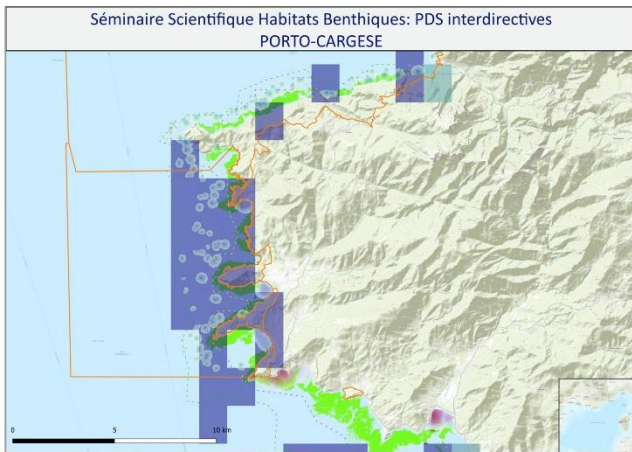 Séminaire Scientifique Habitats Benthiques: PDS interdirectives
PORTO-CARGESE
0
5
10 km